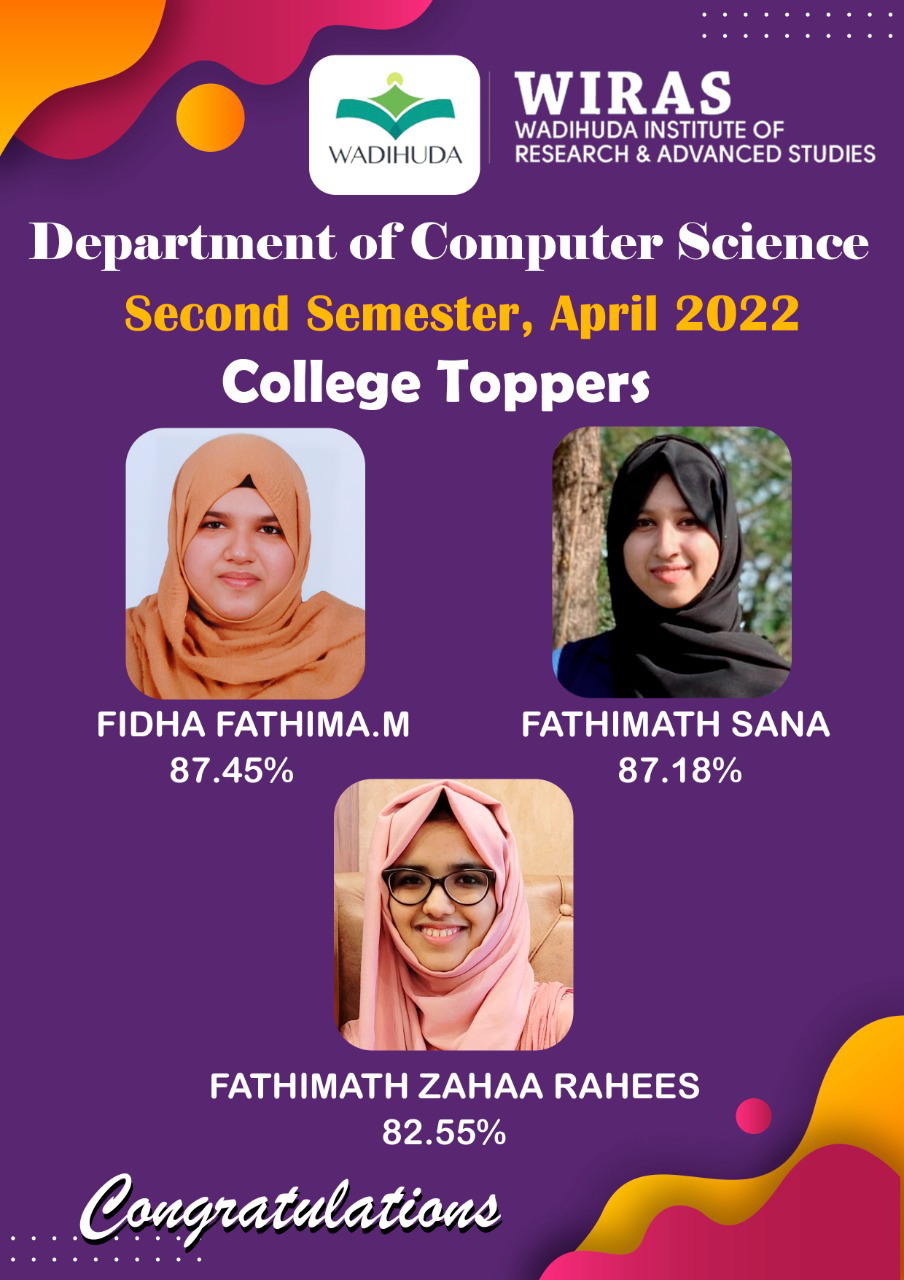 WADIHUDA
WIRAS
WADIHUDA INSTITUTE OF
RESEARCH & ADVANCED STUDIES
Department of Computer Science
Second Semester, April 2022
College Toppers
FIDHA FATHIMA.M
87.45%
FATHIMATH SANA
87.18%
FATHIMATH ZAHAA RAHEES
82.55%
Congratulations